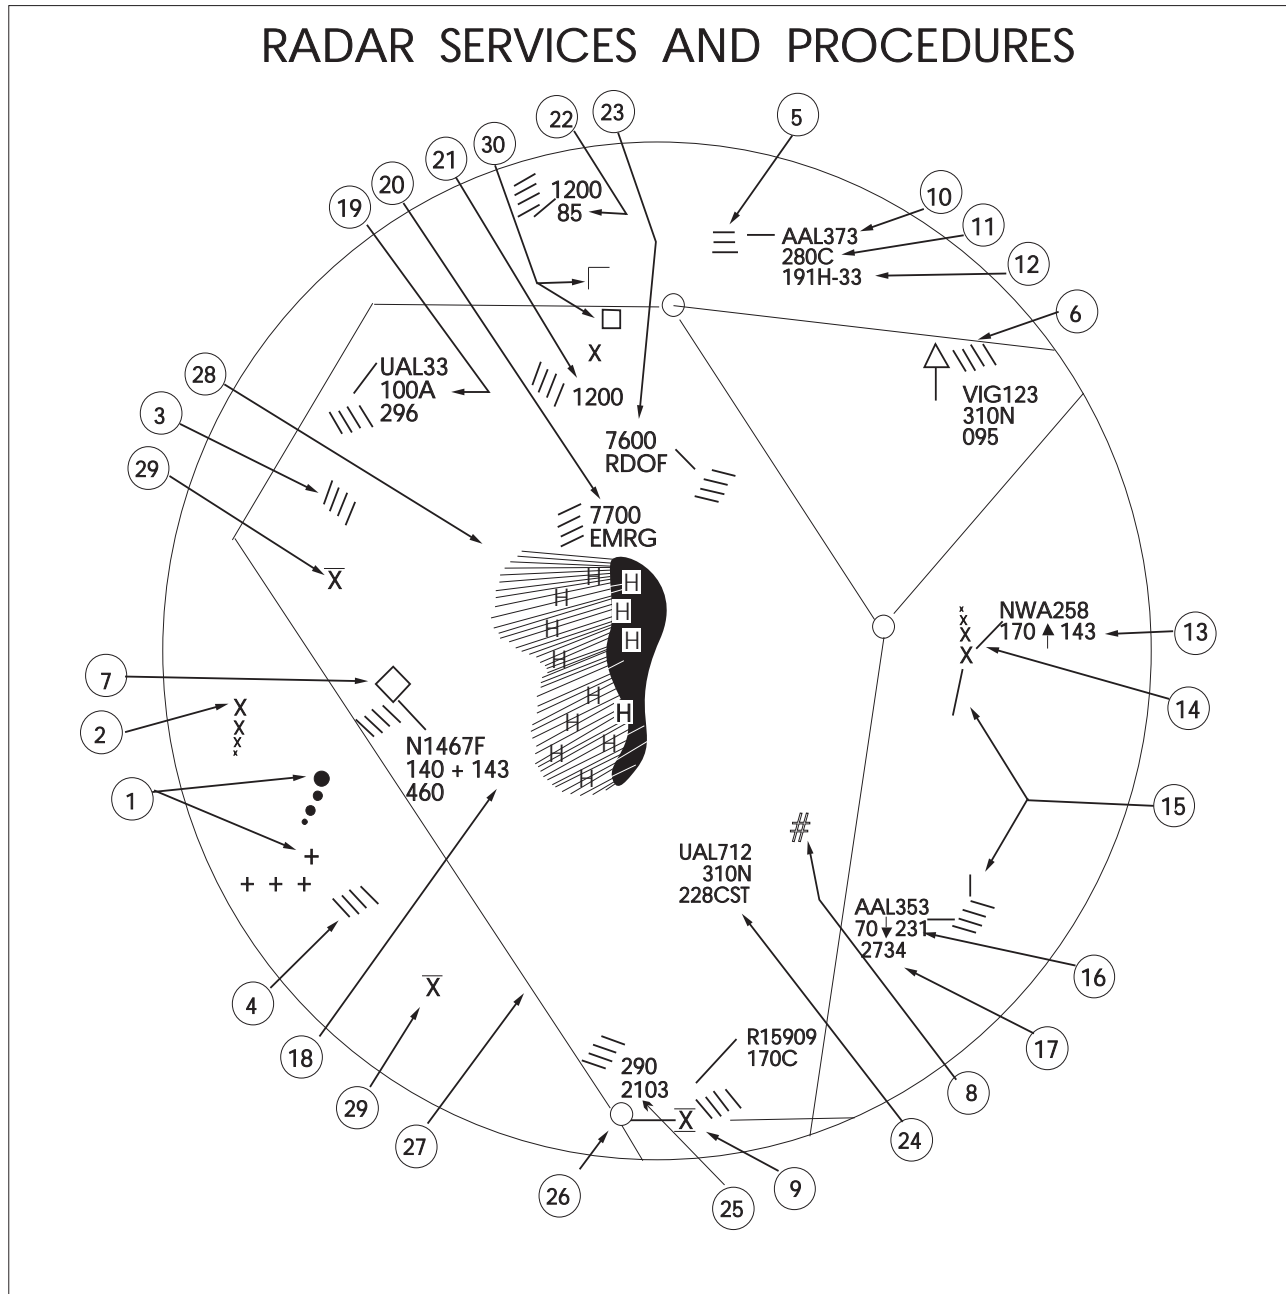 RADAR SERVICES AND PROCEDURES
23
5
22
30
21
20
19
1200
85
10
11
12
AAL373
280C
191H-33
6
X
28
UAL33
100A
296
1200
VIG123
310N
095
3
29
7600
RDOF
7700
EMRG
X
H
H
H
H
H
H
H
H
H
H
H
H
H
NWA258
170 143
13
x
x
X
X
7
14
2
X
X
x
x
N1467F
140 + 143
460
1
15
+
+ + +
#
UAL712
310N
228CST
AAL353
70 231
2734
16
4
X
18
17
29
27
R15909
170C
290
2103
8
X
24
26
9
25